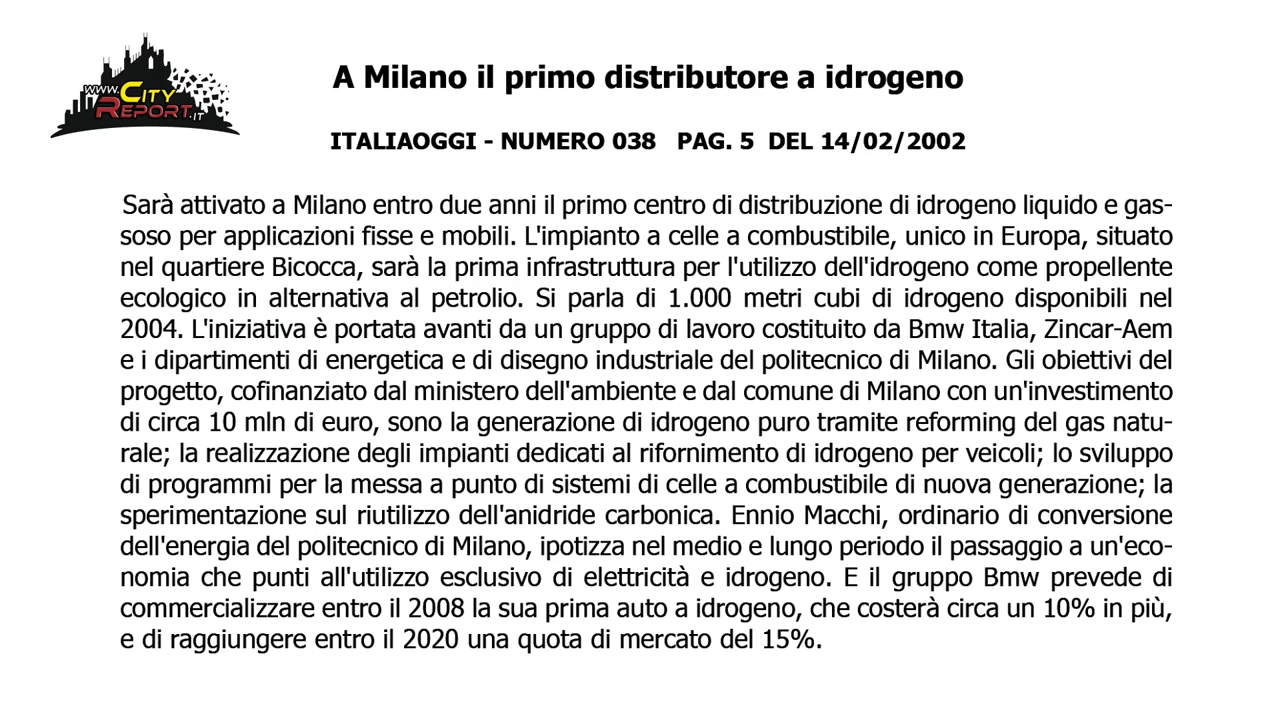 www.CITY
REPORT.IT
A Milano il primo distributore a idrogeno
ITALIAOGGI - NUMERO 038 PAG. 5 DEL 14/02/2002
Sarà attivato a Milano entro due anni il primo centro di distribuzione di idrogeno liquido e gas-
soso per applicazioni fisse e mobili. L'impianto a celle a combustibile, unico in Europa, situato
nel quartiere Bicocca, sarà la prima infrastruttura per l'utilizzo dell'idrogeno come propellente
ecologico in alternativa al petrolio. Si parla di 1.000 metri cubi di idrogeno disponibili nel
2004. L'iniziativa è portata avanti da un gruppo di lavoro costituito da Bmw Italia, Zincar-Aem
e i dipartimenti di energetica e di disegno industriale del politecnico di Milano. Gli obiettivi del
progetto, cofinanziato dal ministero dell'ambiente e dal comune di Milano con un'investimento
di circa 10 mln di euro, sono la generazione di idrogeno puro tramite reforming del gas natu-
rale; la realizzazione degli impianti dedicati al rifornimento di idrogeno per veicoli; lo sviluppo
di programmi per la messa a punto di sistemi di celle a combustibile di nuova generazione; la
sperimentazione sul riutilizzo dell'anidride carbonica. Ennio Macchi, ordinario di conversione
dell'energia del politecnico di Milano, ipotizza nel medio e lungo periodo il passaggio a un'eco-
nomia che punti all'utilizzo esclusivo di elettricità e idrogeno. E il gruppo Bmw prevede di
commercializzare entro il 2008 la sua prima auto a idrogeno, che costerà circa un 10% in più,
e di raggiungere entro il 2020 una quota di mercato del 15%.